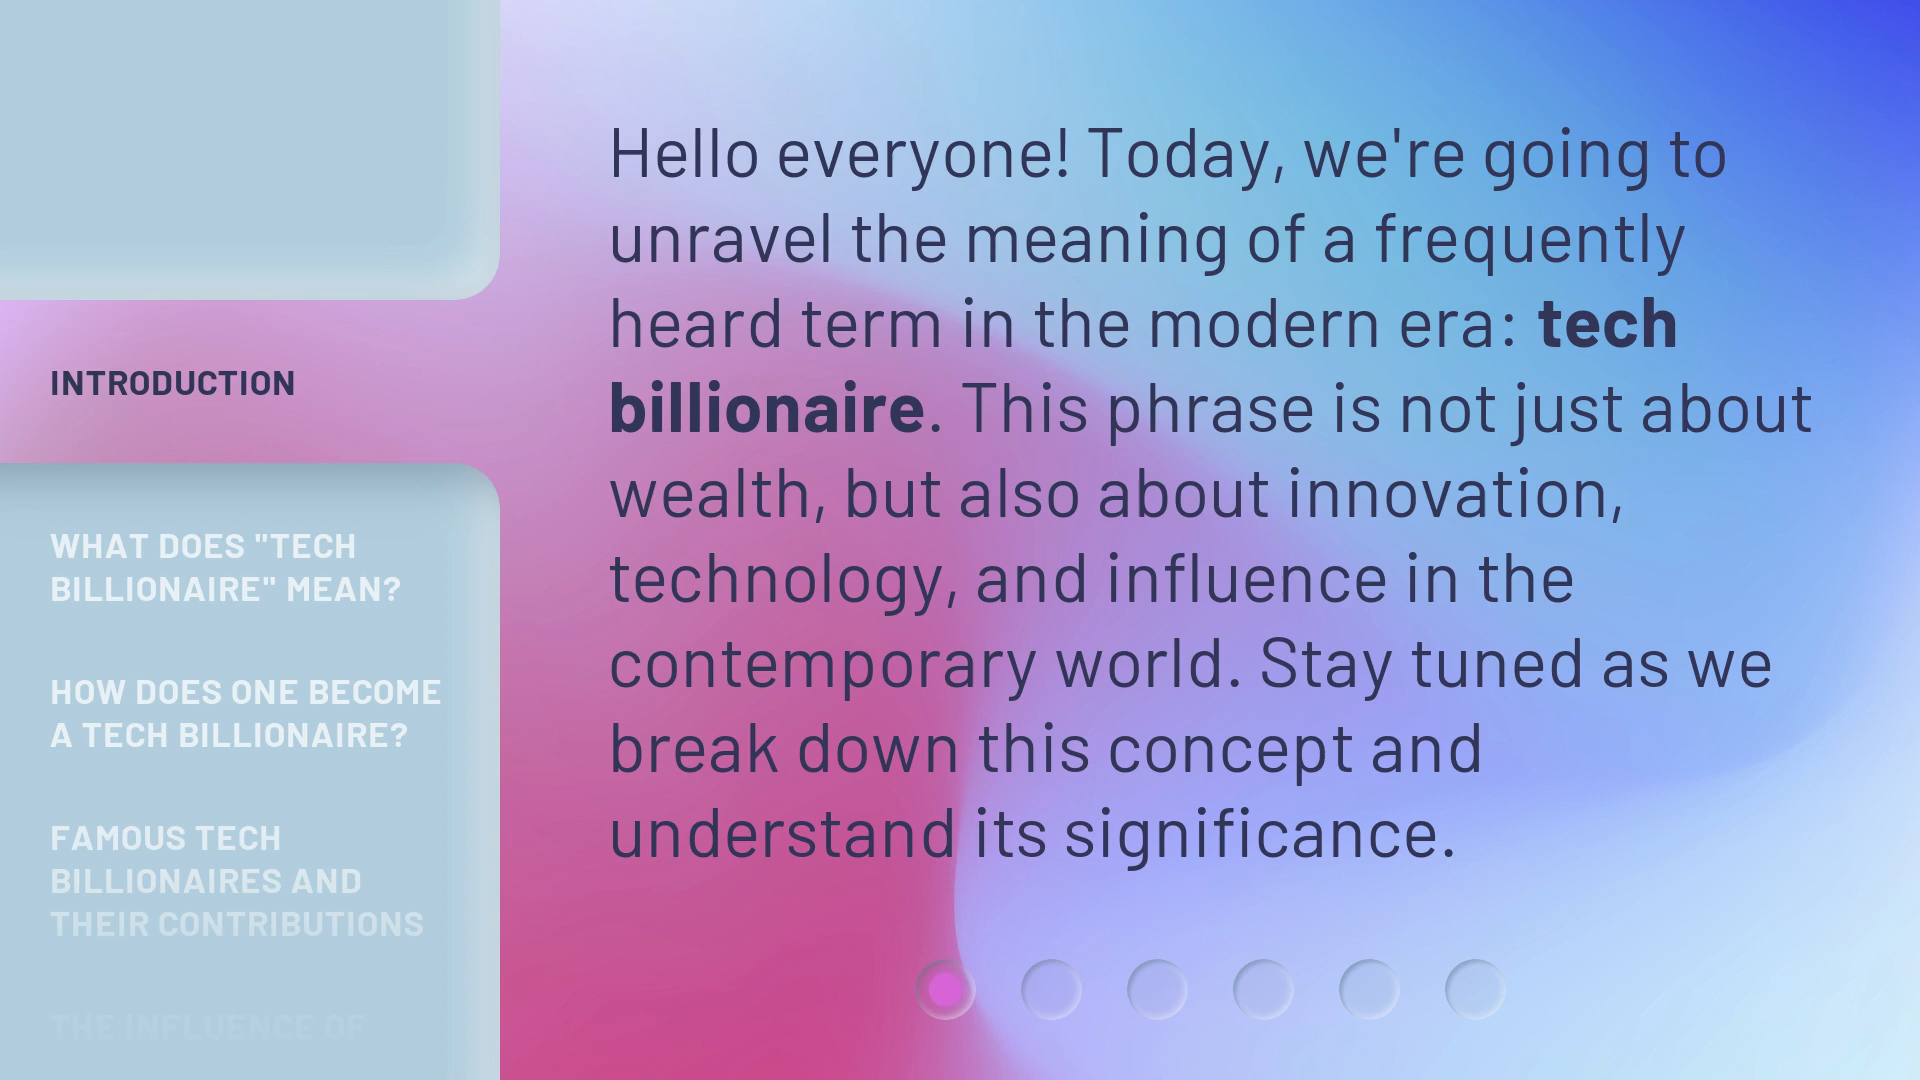 INTRODUCTION
WHAT DOES "TECH
BILLIONAIRE" MEAN?
HOW DOES ONE BECOME
A TECH BILLIONAIRE?
FAMOUS TECH
BILLIONAIRES AND
THEIR CONTRIBUTIONS
THE INFLUENCE OF
Hello everyone! Today, we're going to
unravel the meaning of a frequently
heard term in the modern era: tech
billionaire. This phrase is not just about
wealth, but also about innovation,
technology, and influence in the
contemporary world. Stay tuned as we
break down this concept and
understand its significance.